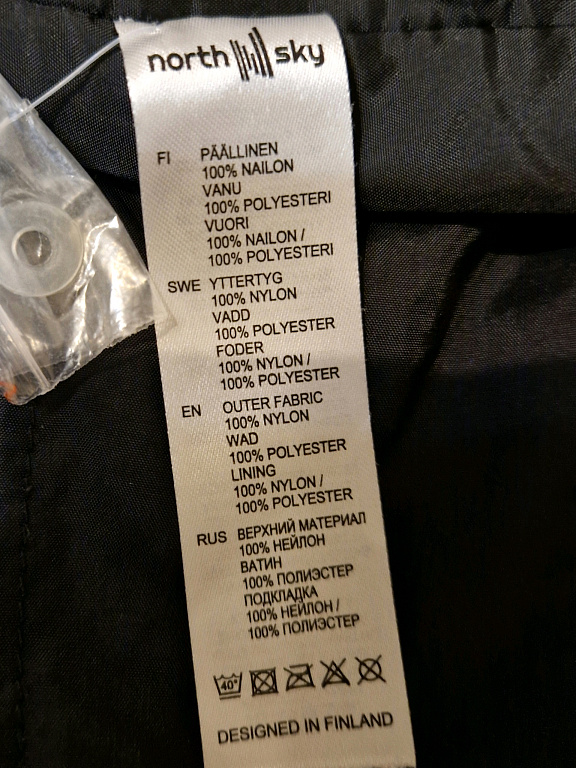 north sky
FI PÄÄLLINEN
100% NAILON
VANU
100% POLYESTERI
VUORI
100% NAILON /
100% POLYESTERI
SWE YTTERTYG
100% NYLON
VADD
100% POLYESTER
FODER
100% NYLON /
100% POLYESTER
EN OUTER FABRIC
100% NYLON
WAD
100% POLYESTER
LINING
100% NYLON /
100% POLYESTER
RUS ВЕРХНИЙ МАТЕРИАЛ
100% НЕЙЛОН
ВАТИН
100% ПОЛИЭСТЕР
ПОДКЛАДКА
100% НЕЙЛОН /
100% ПОЛИЭСТЕР
40°
DESIGNED IN FINLAND